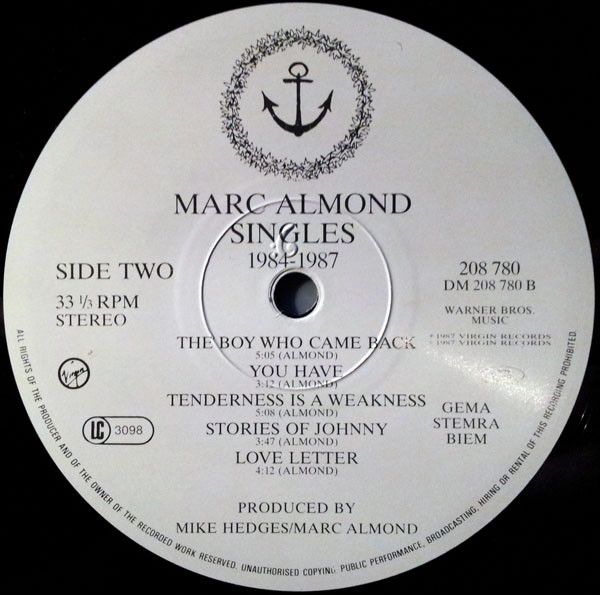 MARC ALMOND
SINGLES
1984-1987
SIDE TWO
33 1/3 RPM
STEREO
208 780
DM 208 780 B
WARNER BROS.
MUSIC
℗ 1987 VIRGIN RECORDS
© 1987 VIRGIN RECORDS
THE BOY WHO CAME BACK
5:05 (ALMOND)
YOU HAVE
3:12 (ALMOND)
TENDERNESS IS A WEAKNESS
5:08 (ALMOND)
STORIES OF JOHNNY
3:47 (ALMOND)
LOVE LETTER
4:12 (ALMOND)
Virgin
LC 3098
GEMA
STEMRA
BIEM
PRODUCED BY
MIKE HEDGES/MARC ALMOND
ALL RIGHTS OF THE PRODUCER AND OF THE OWNER OF THE RECORDED WORK RESERVED. UNAUTHORISED COPYING PUBLIC PERFORMANCE, BROADCASTING, HIRING OR RENTAL OF THIS RECORDING PROHIBITED.